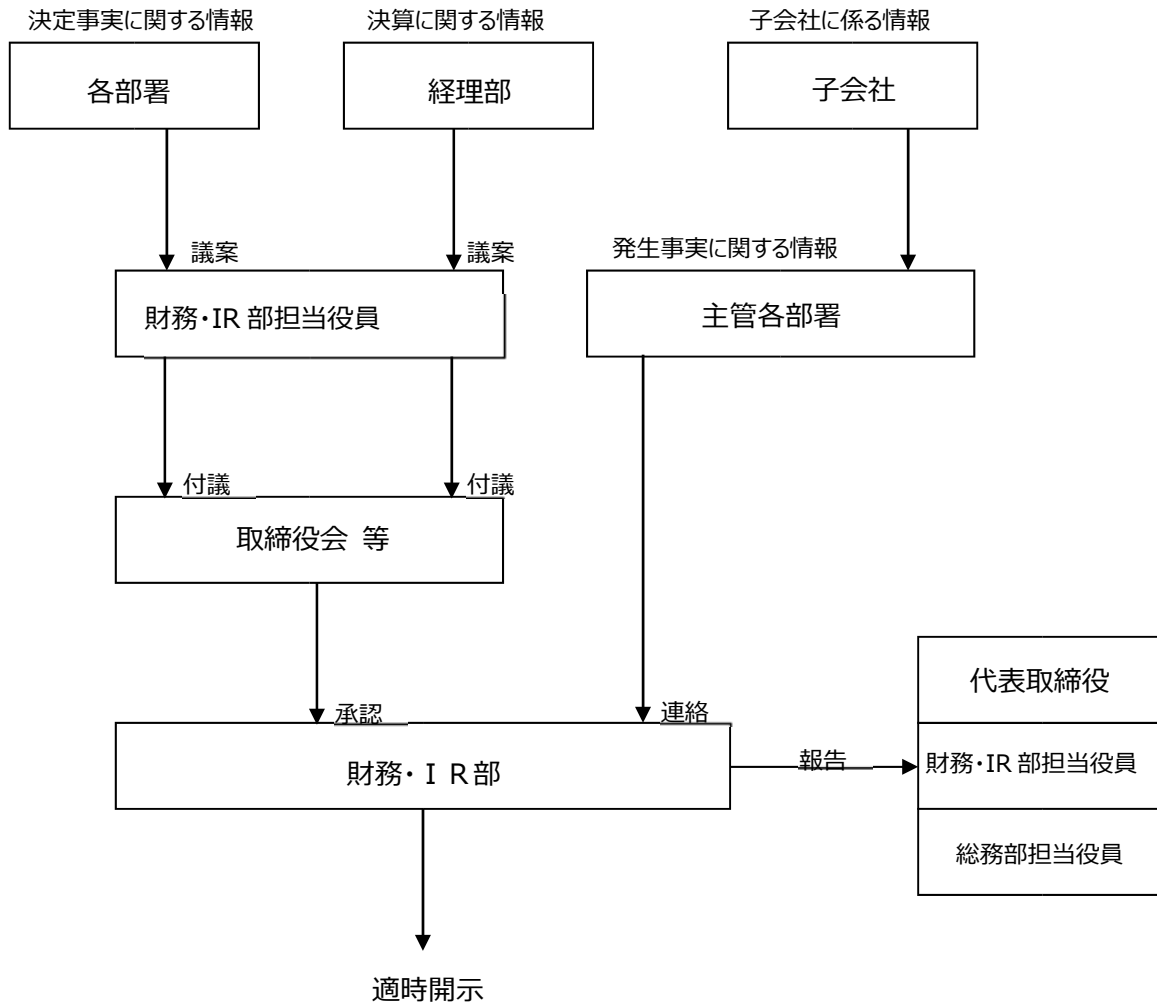 決定事実に関する情報
決算に関する情報
子会社に係る情報
各部署
経理部
子会社
議案
議案
発生事実に関する情報
財務・IR 部担当役員
主管各部署
付議
付議
取締役会 等
代表取締役
承認
連絡
財務・ＩＲ部
報告
財務・IR 部担当役員
総務部担当役員
適時開示